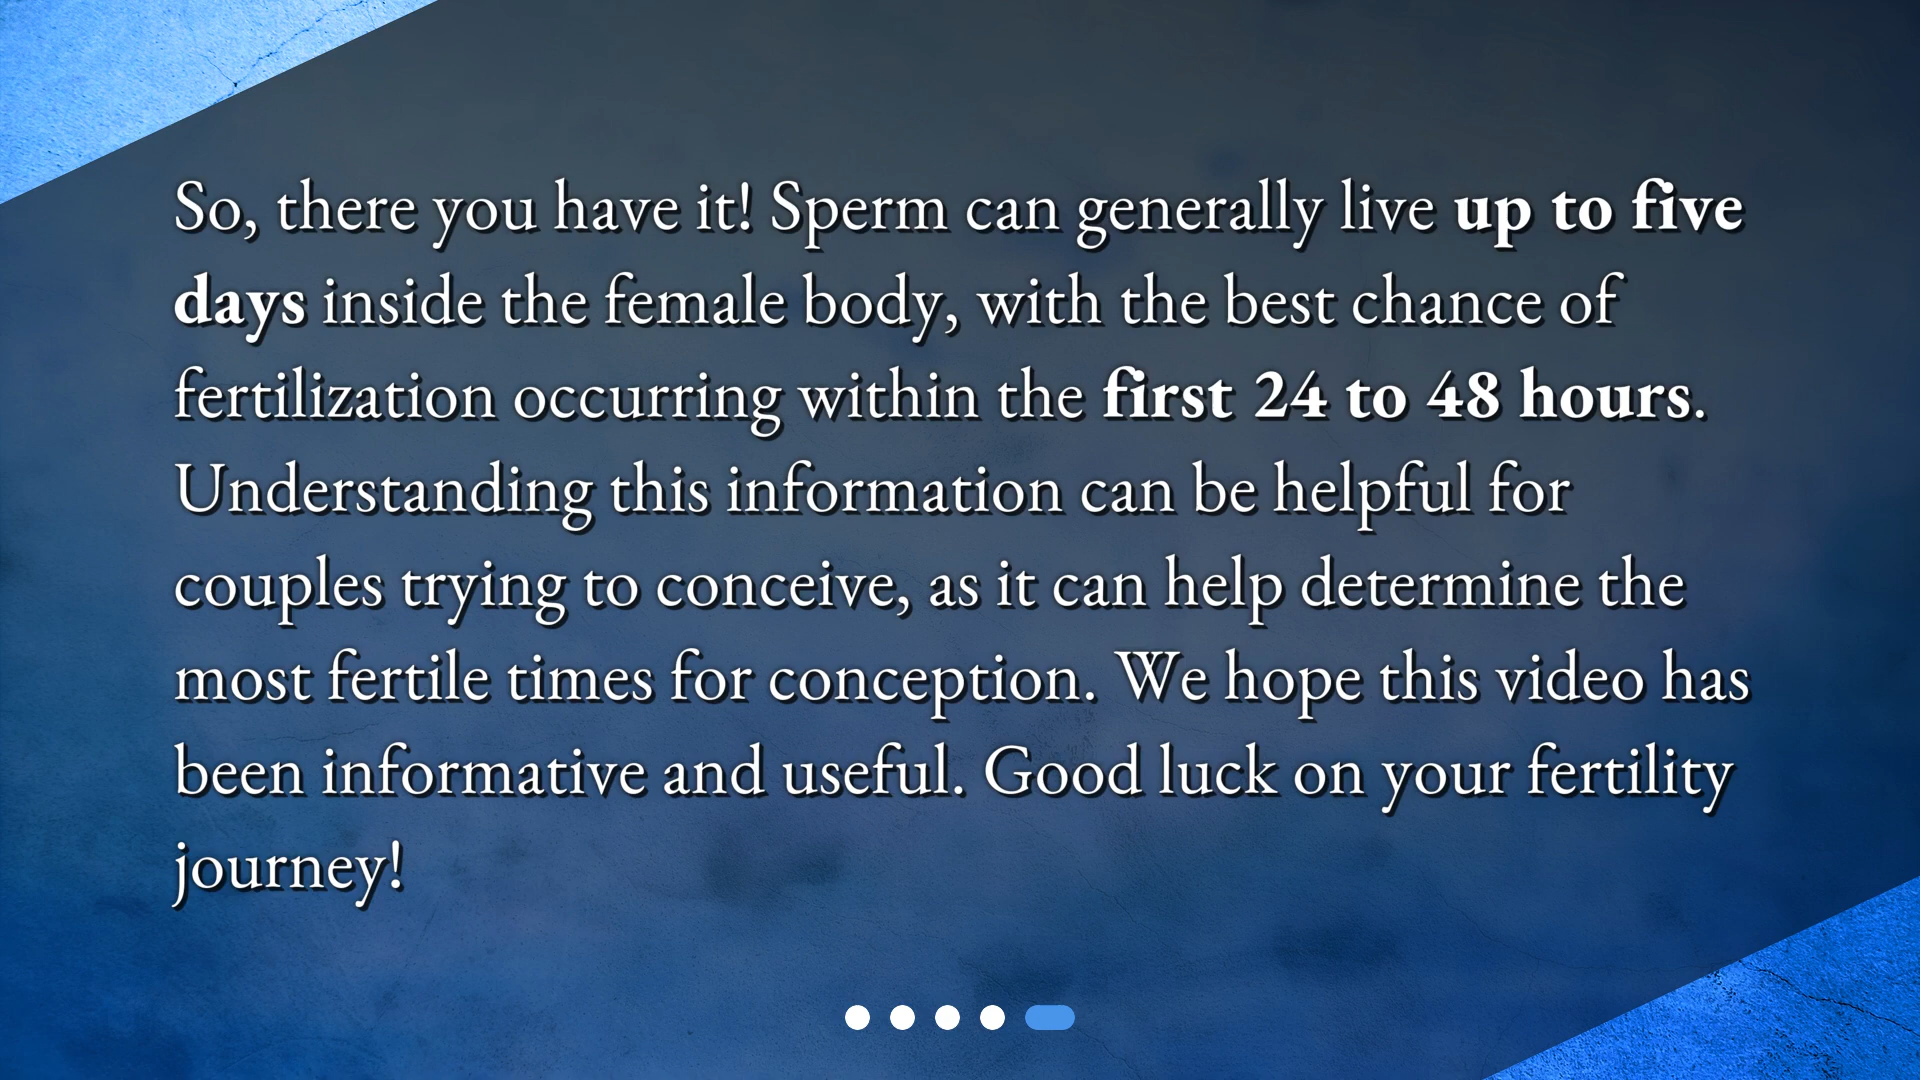 So, there you have it! Sperm can generally live up to five
days inside the female body, with the best chance of
fertilization occurring within the first 24 to 48 hours.
Understanding this information can be helpful for
couples trying to conceive, as it can help determine the
most fertile times for conception. We hope this video has
been informative and useful. Good luck on your fertility
journey!